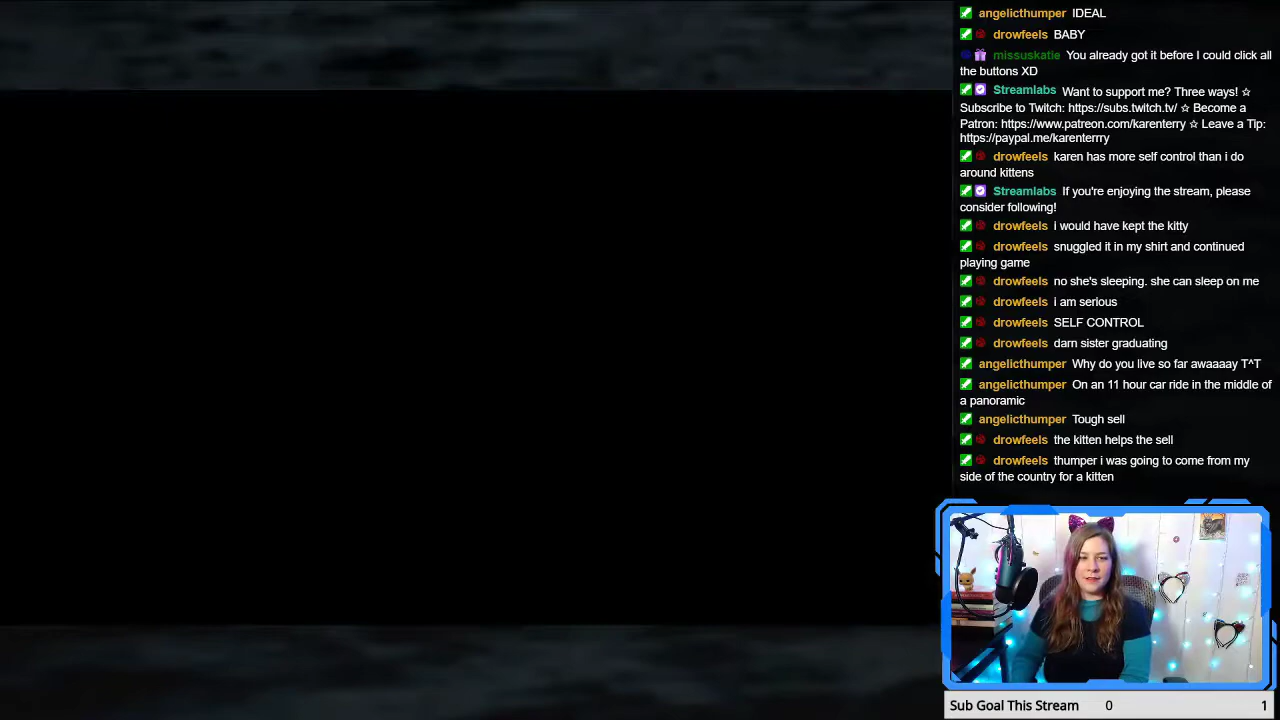 angelicthumper IDEAL
drowfeels BABY
missuskatie You already got it before I could click all
the buttons XD
Streamlabs Want to support me? Three ways! ☆
Subscribe to Twitch: https://subs.twitch.tv/ ☆ Become a
Patron: https://www.patreon.com/karenterry ☆ Leave a Tip:
https://paypal.me/karenterrry
drowfeels karen has more self control than i do
around kittens
Streamlabs If you're enjoying the stream, please
consider following!
drowfeels i would have kept the kitty
drowfeels snuggled it in my shirt and continued
playing game
drowfeels no she's sleeping. she can sleep on me
drowfeels i am serious
drowfeels SELF CONTROL
drowfeels darn sister graduating
angelicthumper Why do you live so far awaaaay T^T
angelicthumper On an 11 hour car ride in the middle of
a panoramic
angelicthumper Tough sell
drowfeels the kitten helps the sell
drowfeels thumper i was going to come from my
side of the country for a kitten
Sub Goal This Stream 0 1